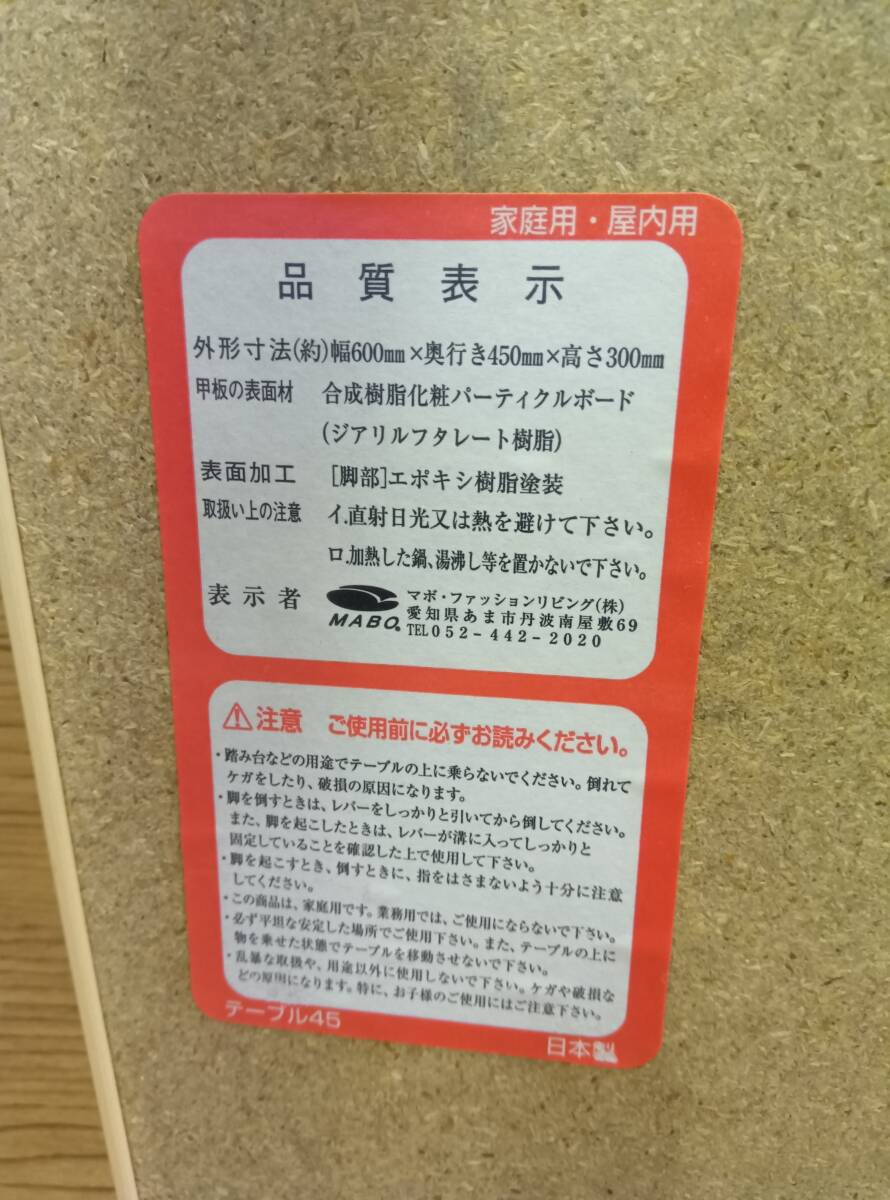 家庭用・屋内用
品質表示
外形寸法(約)幅600mm×奥行き450mm×高さ300mm
甲板の表面材 合成樹脂化粧パーティクルボード
(ジアリルフタレート樹脂)
表面加工 [脚部]エポキシ樹脂塗装
取扱い上の注意 イ.直射日光又は熱を避けて下さい。
ロ.加熱した鍋、湯沸し等を置かないで下さい。
表示者 MABO。 マボ・ファッションリビング(株)
愛知県あま市丹波南屋敷69
TEL052-442-2020
⚠注意 ご使用前に必ずお読みください。
・踏み台などの用途でテーブルの上に乗らないでください。倒れて
ケガをしたり、破損の原因になります。
・脚を倒すときは、レバーをしっかりと引いてから倒してください。
また、脚を起こしたときは、レバーが溝に入ってしっかりと
固定していることを確認した上で使用して下さい。
・脚を起こすとき、倒すときに、指をはさまないよう十分に注意
してください。
・この商品は、家庭用です。業務用では、ご使用にならないで下さい。
・必ず平坦な安定した場所でご使用下さい。また、テーブルの上に
物を乗せた状態でテーブルを移動させないで下さい。
・乱暴な取扱や、用途以外に使用しないで下さい。ケガや破損な
どの原因になります。特に、お子様のご使用にはご注意下さい。
テーブル45
日本製